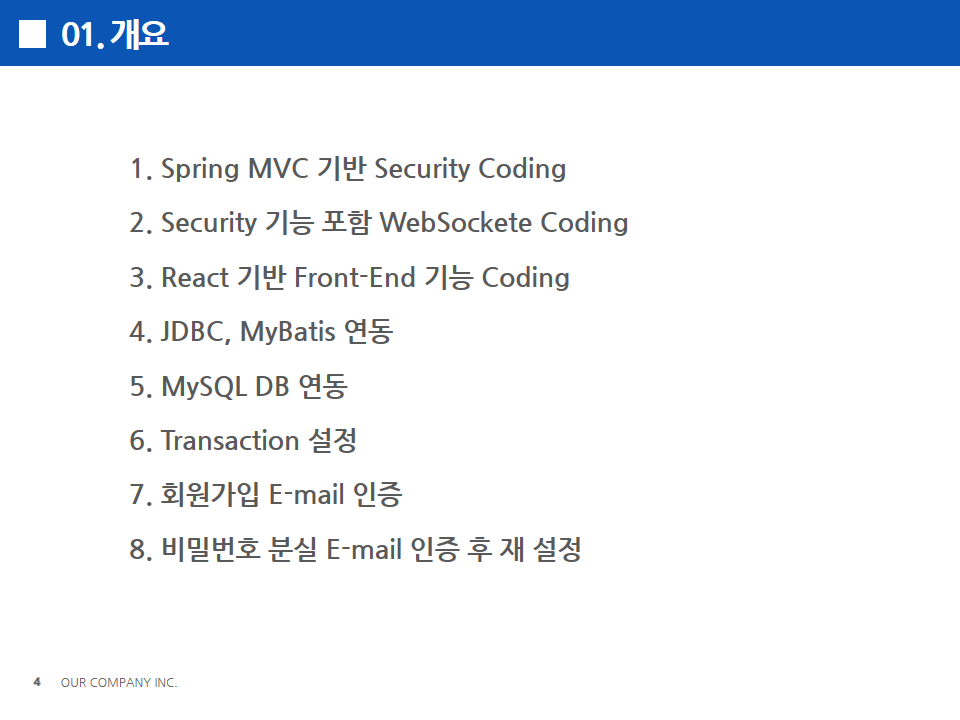 01. 개요
1. Spring MVC 기반 Security Coding
2. Security 기능 포함 WebSockete Coding
3. React 기반 Front-End 기능 Coding
4. JDBC, MyBatis 연동
5. MySQL DB 연동
6. Transaction 설정
7. 회원가입 E-mail 인증
8. 비밀번호 분실 E-mail 인증 후 재 설정
4 OUR COMPANY INC.